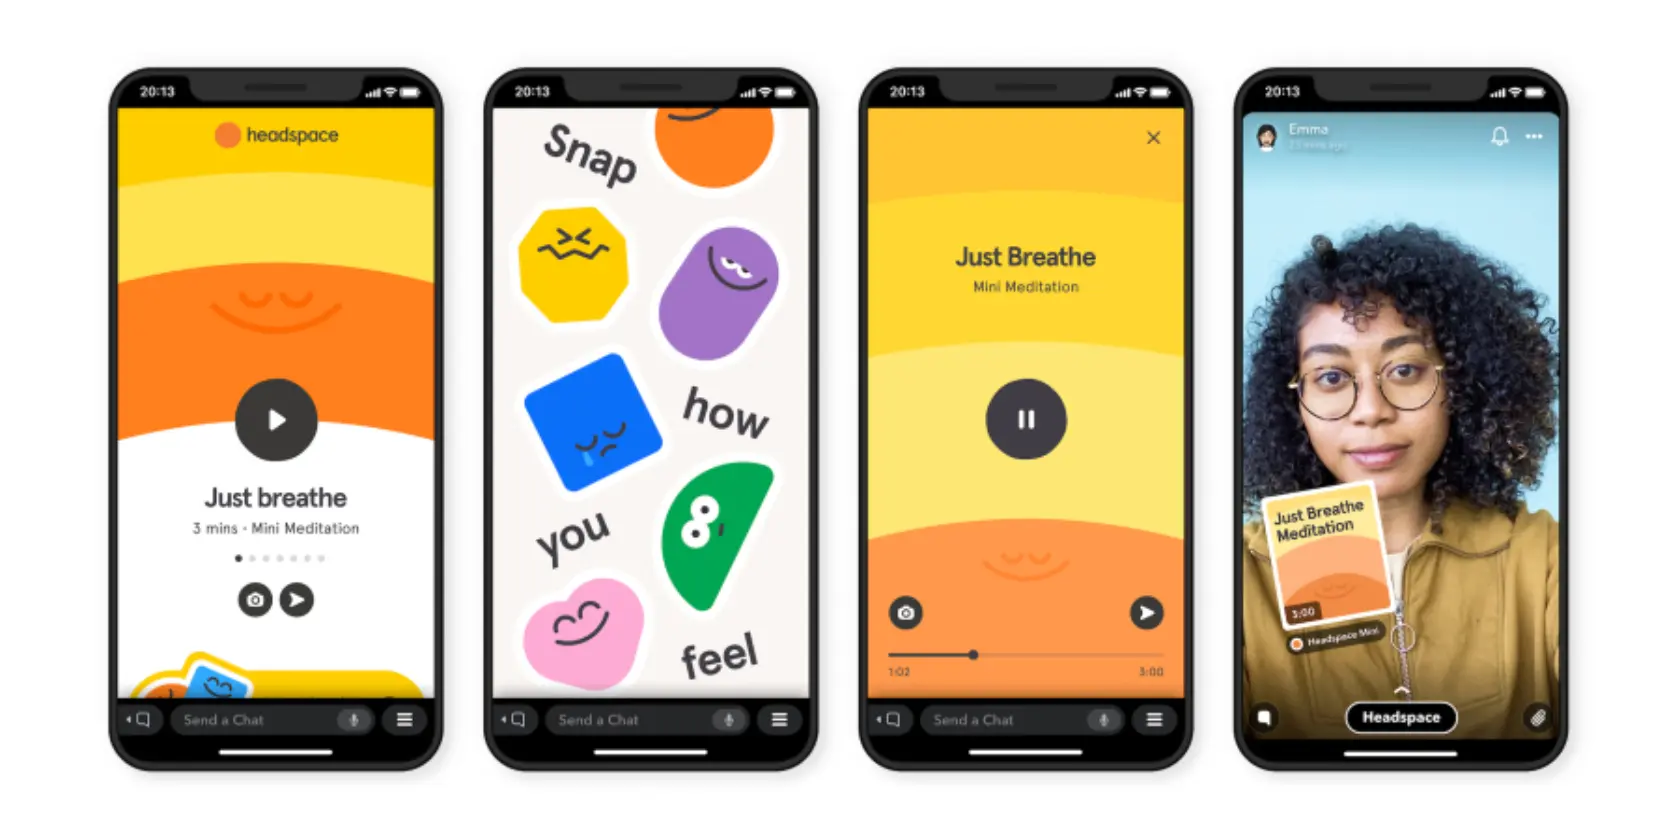 20:13
headspace
Just breathe
3 mins · Mini Meditation
Send a Chat
20:13
Snap
how
you
feel
Send a Chat
20:13
Just Breathe
Mini Meditation
1:02
3:00
Send a Chat
20:13
Emma
mins ago
Just Breathe
Meditation
3:00
Headspace Mini
Headspace